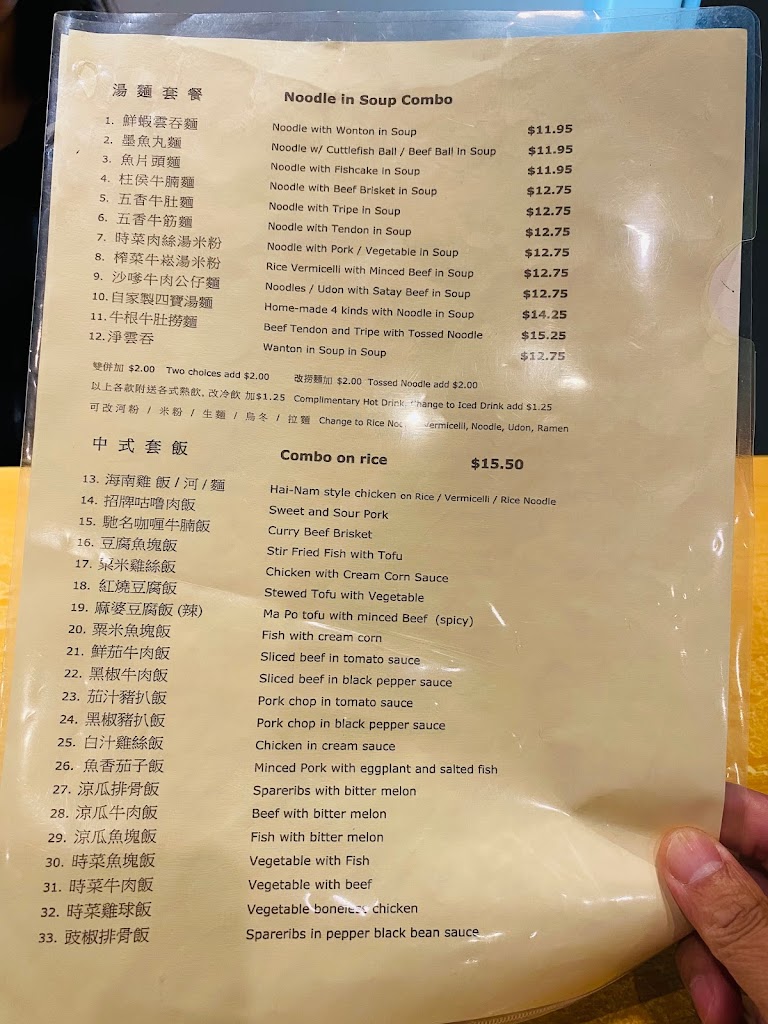 湯麵套餐 Noodle in Soup Combo
1. 鮮蝦雲吞麵 Noodle with Wonton in Soup $11.95
2. 墨魚丸麵 Noodle w/ Cuttlefish Ball / Beef Ball in Soup $11.95
3. 魚片頭麵 Noodle with Fishcake in Soup $11.95
4. 柱侯牛腩麵 Noodle with Beef Brisket in Soup $12.75
5. 五香牛肚麵 Noodle with Tripe in Soup $12.75
6. 五香牛筋麵 Noodle with Tendon in Soup $12.75
7. 時菜肉絲湯米粉 Noodle with Pork / Vegetable in Soup $12.75
8. 榨菜牛崧湯米粉 Rice Vermicelli with Minced Beef in Soup $12.75
9. 沙嗲牛肉公仔麵 Noodles / Udon with Satay Beef in Soup $12.75
10. 自家製四寶湯麵 Home-made 4 kinds with Noodle in Soup $14.25
11. 牛根牛肚撈麵 Beef Tendon and Tripe with Tossed Noodle $15.25
12. 淨雲吞 Wanton in Soup in Soup $12.75
雙併加 $2.00 Two choices add $2.00 改撈麵加 $2.00 Tossed Noodle add $2.00
以上各款附送各式熱飲, 改冷飲 加$1.25 Complimentary Hot Drink, Change to Iced Drink add $1.25
可改河粉 / 米粉 / 生麵 / 烏冬 / 拉麵 Change to Rice Vermicelli, Noodle, Udon, Ramen
中式套飯 Combo on rice $15.50
13. 海南雞 飯 / 河 / 麵 Hai-Nam style chicken on Rice / Vermicelli / Rice Noodle
14. 招牌咕嚕肉飯 Sweet and Sour Pork
15. 馳名咖喱牛腩飯 Curry Beef Brisket
16. 豆腐魚塊飯 Stir Fried Fish with Tofu
17. 粟米雞絲飯 Chicken with Cream Corn Sauce
18. 紅燒豆腐飯 Stewed Tofu with Vegetable
19. 麻婆豆腐飯 (辣) Ma Po tofu with minced Beef (spicy)
20. 粟米魚塊飯 Fish with cream corn
21. 鮮茄牛肉飯 Sliced beef in tomato sauce
22. 黑椒牛肉飯 Sliced beef in black pepper sauce
23. 茄汁豬扒飯 Pork chop in tomato sauce
24. 黑椒豬扒飯 Pork chop in black pepper sauce
25. 白汁雞絲飯 Chicken in cream sauce
26. 魚香茄子飯 Minced Pork with eggplant and salted fish
27. 涼瓜排骨飯 Spareribs with bitter melon
28. 涼瓜牛肉飯 Beef with bitter melon
29. 涼瓜魚塊飯 Fish with bitter melon
30. 時菜魚塊飯 Vegetable with Fish
31. 時菜牛肉飯 Vegetable with beef
32. 時菜雞球飯 Vegetable boneless chicken
33. 豉椒排骨飯 Spareribs in pepper black bean sauce